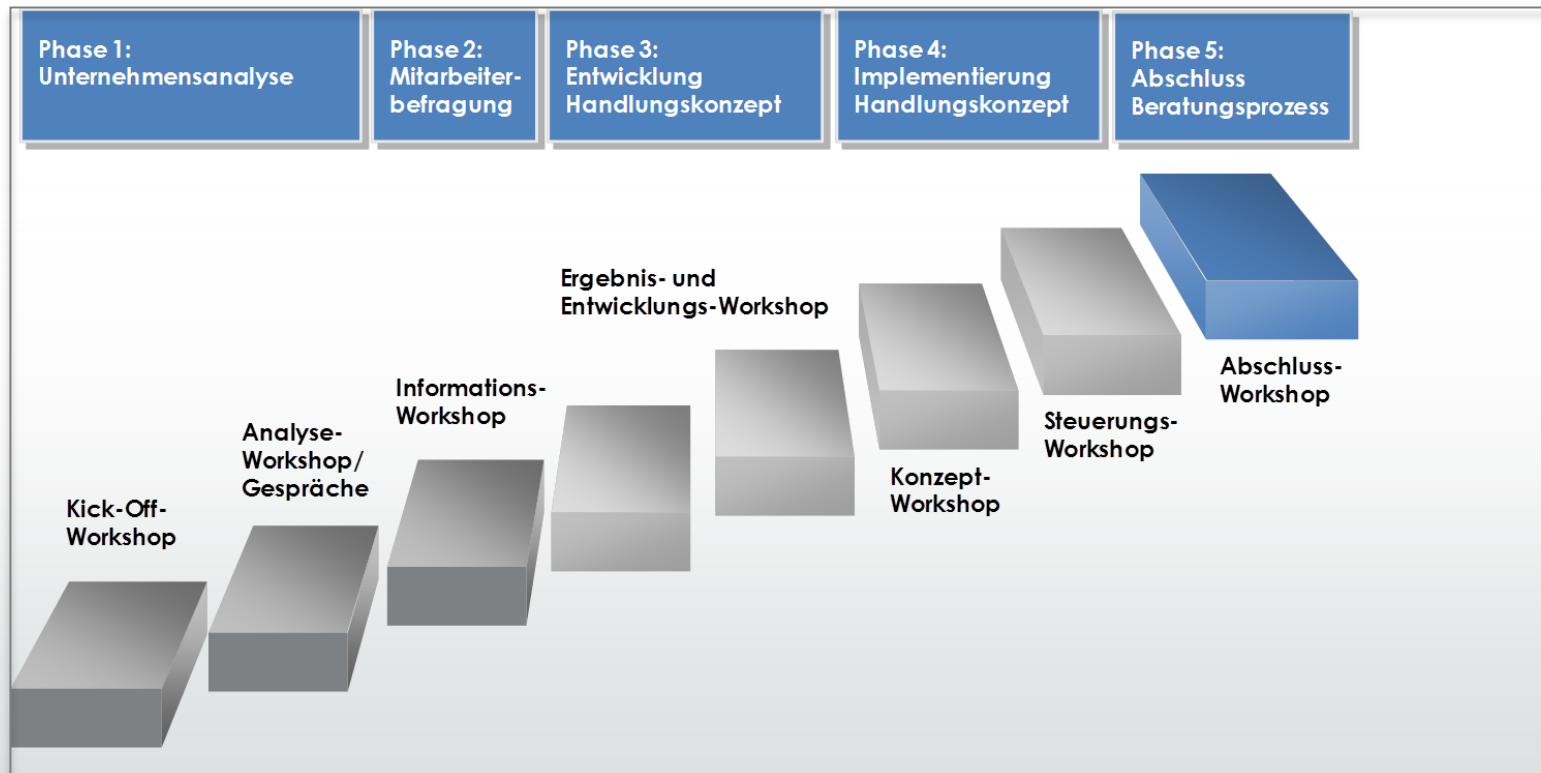 Phase 1:
Unternehmensanalyse
Phase 2:
Mitarbeiter-
befragung
Phase 3:
Entwicklung
Handlungskonzept
Phase 4:
Implementierung
Handlungskonzept
Phase 5:
Abschluss
Beratungsprozess
Kick-Off-
Workshop
Analyse-
Workshop/
Gespräche
Informations-
Workshop
Ergebnis- und
Entwicklungs-Workshop
Konzept-
Workshop
Steuerungs-
Workshop
Abschluss-
Workshop